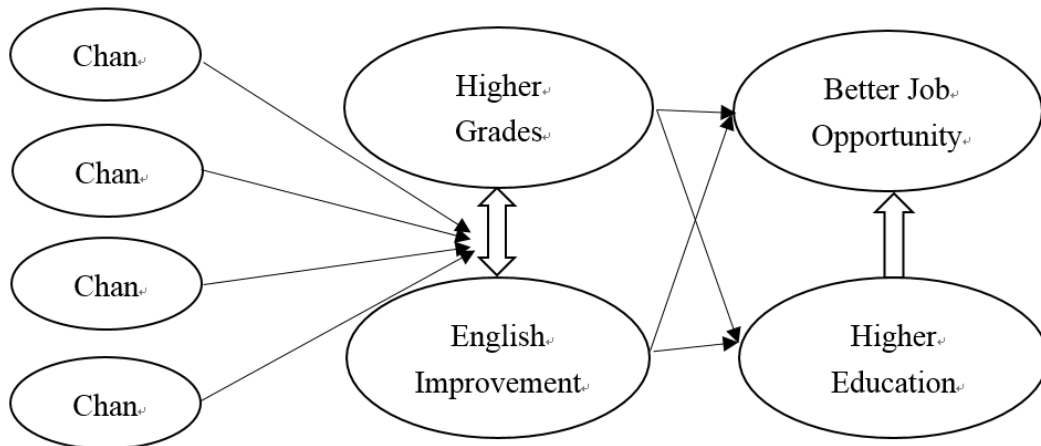 Chan
Chan
Chan
Chan
Higher
Grades
English
Improvement
Better Job
Opportunity
Higher
Education